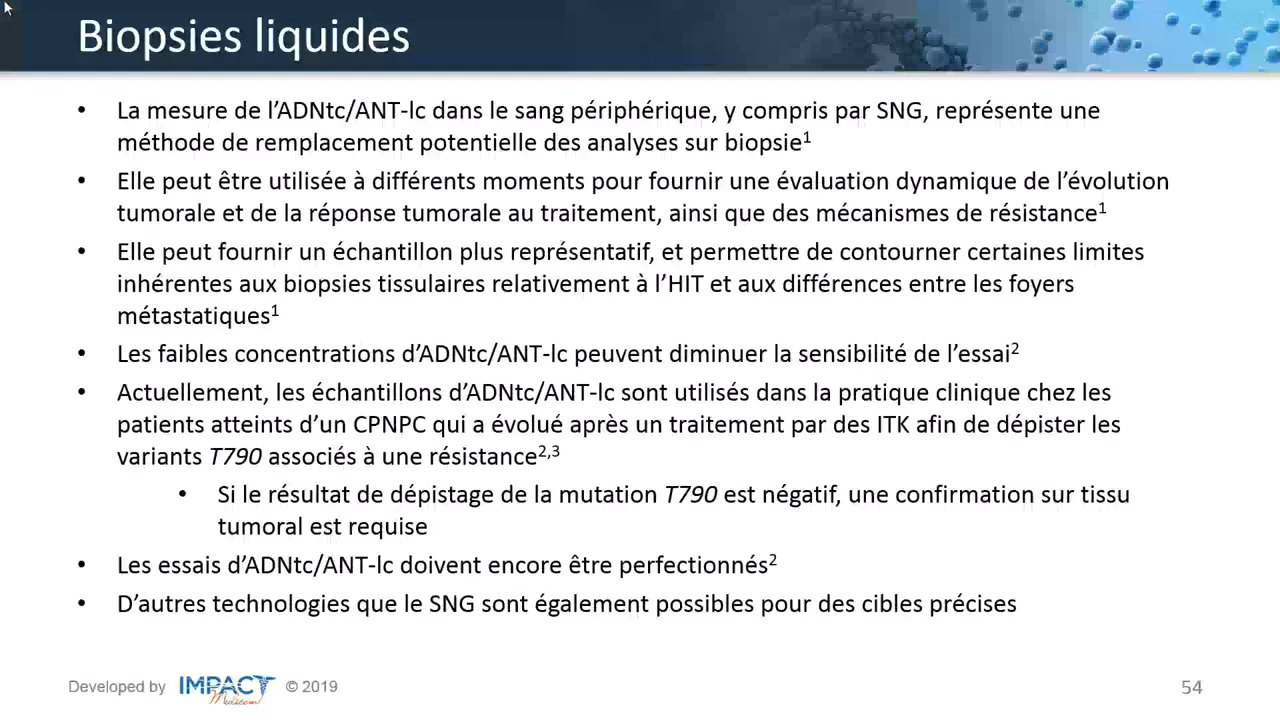 Biopsies liquides
• La mesure de l’ADNtc/ANT-lc dans le sang périphérique, y compris par SNG, représente une
méthode de remplacement potentielle des analyses sur biopsie1
• Elle peut être utilisée à différents moments pour fournir une évaluation dynamique de l’évolution
tumorale et de la réponse tumorale au traitement, ainsi que des mécanismes de résistance1
• Elle peut fournir un échantillon plus représentatif, et permettre de contourner certaines limites
inhérentes aux biopsies tissulaires relativement à l’HIT et aux différences entre les foyers
métastatiques1
• Les faibles concentrations d’ADNtc/ANT-lc peuvent diminuer la sensibilité de l’essai2
• Actuellement, les échantillons d’ADNtc/ANT-lc sont utilisés dans la pratique clinique chez les
patients atteints d’un CPNPC qui a évolué après un traitement par des ITK afin de dépister les
variants T790 associés à une résistance2,3
• Si le résultat de dépistage de la mutation T790 est négatif, une confirmation sur tissu
tumoral est requise
• Les essais d’ADNtc/ANT-lc doivent encore être perfectionnés2
• D’autres technologies que le SNG sont également possibles pour des cibles précises
Developed by IMPACT Medicom © 2019
54